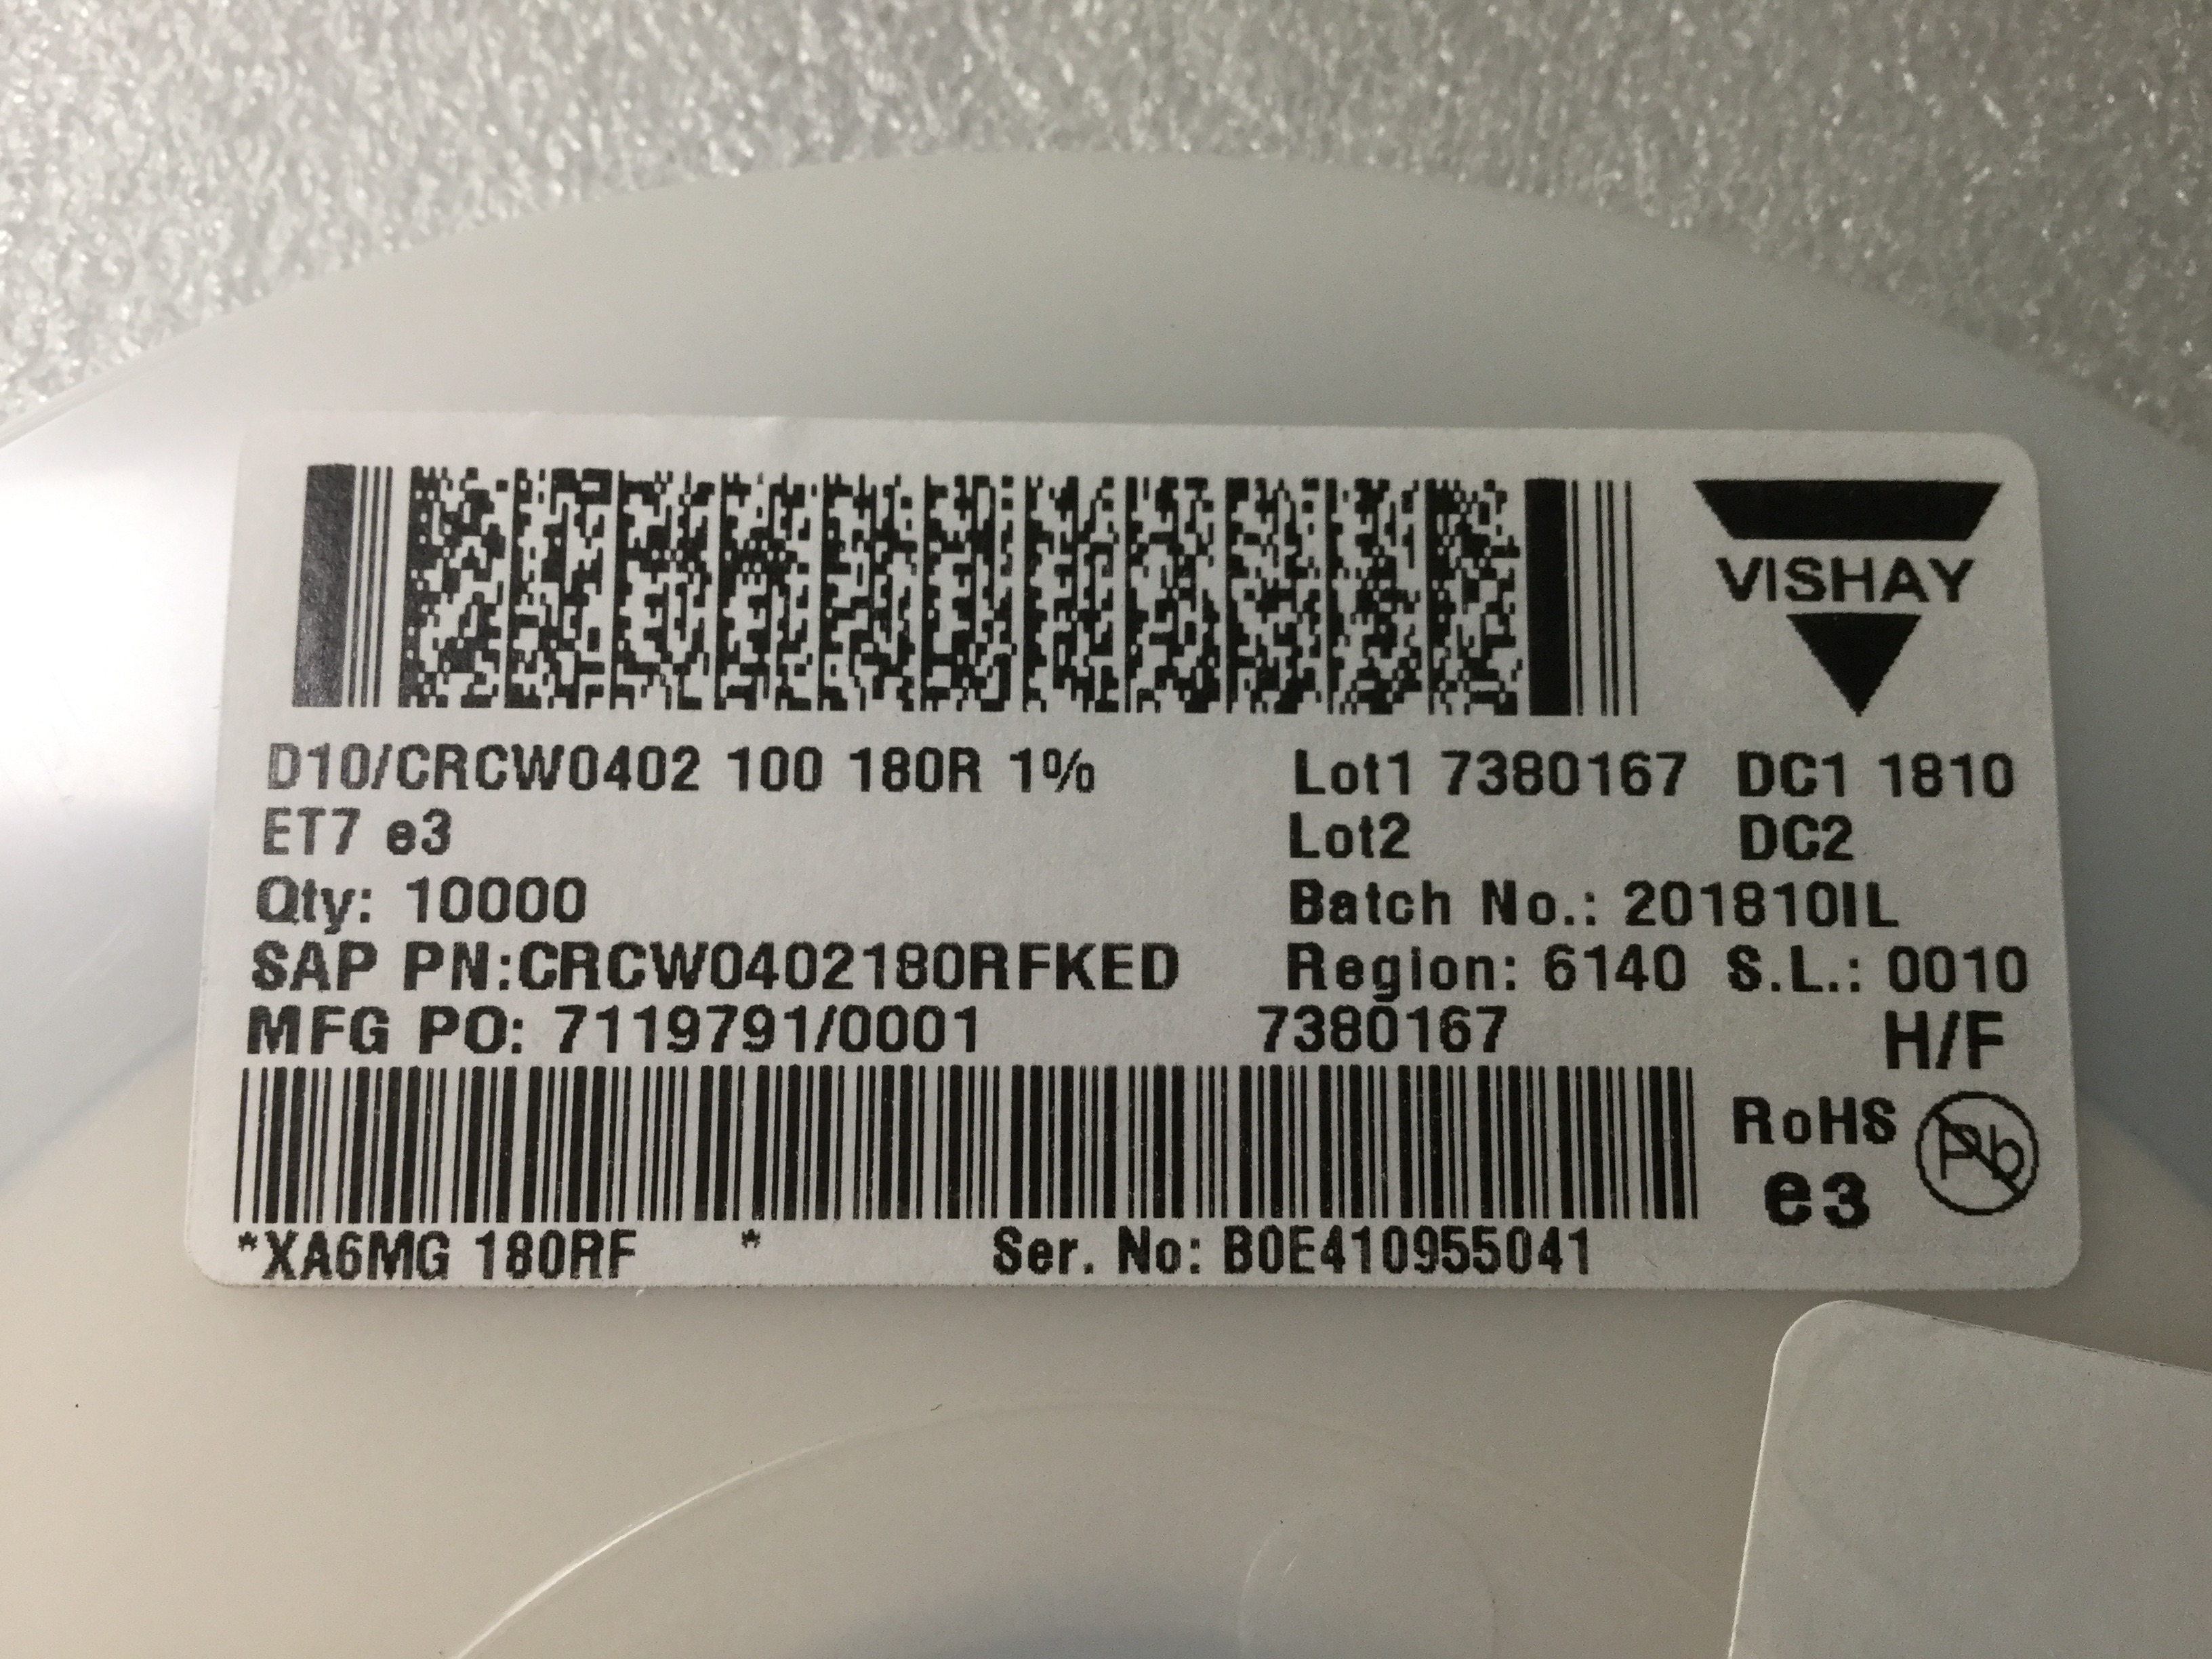 VISHAY
D10/CRCW0402 100 180R 1% Lot1 7380167 DC1 1810
ET7 e3 Lot2 DC2
Qty: 10000 Batch No.: 201810IL
SAP PN:CRCW0402180RFKED Region: 6140 S.L.: 0010
MFG PO: 7119791/0001 7380167 H/F
RoHS Pb
e3
*XA6MG 180RF * Ser. No: B0E410955041